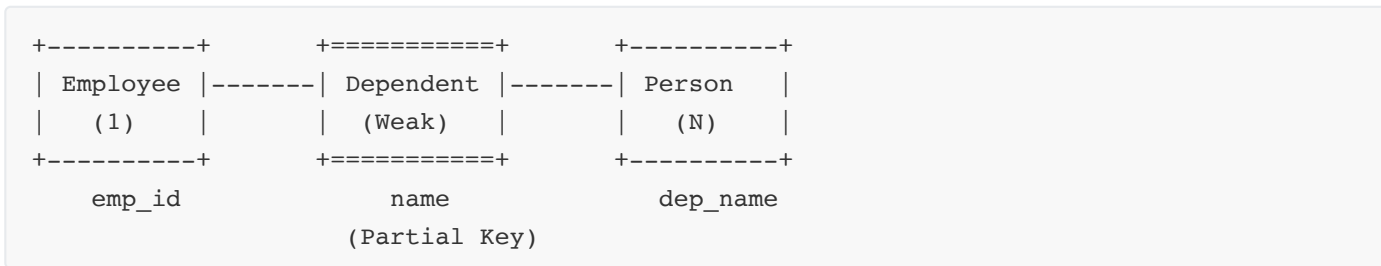 +----------+       +===========+        +----------+
| Employee |-------| Dependent |-------| Person   |
|   (1)    |       |  (Weak)   |       |   (N)    |
+----------+       +===========+        +----------+
    emp_id              name                dep_name
                    (Partial Key)